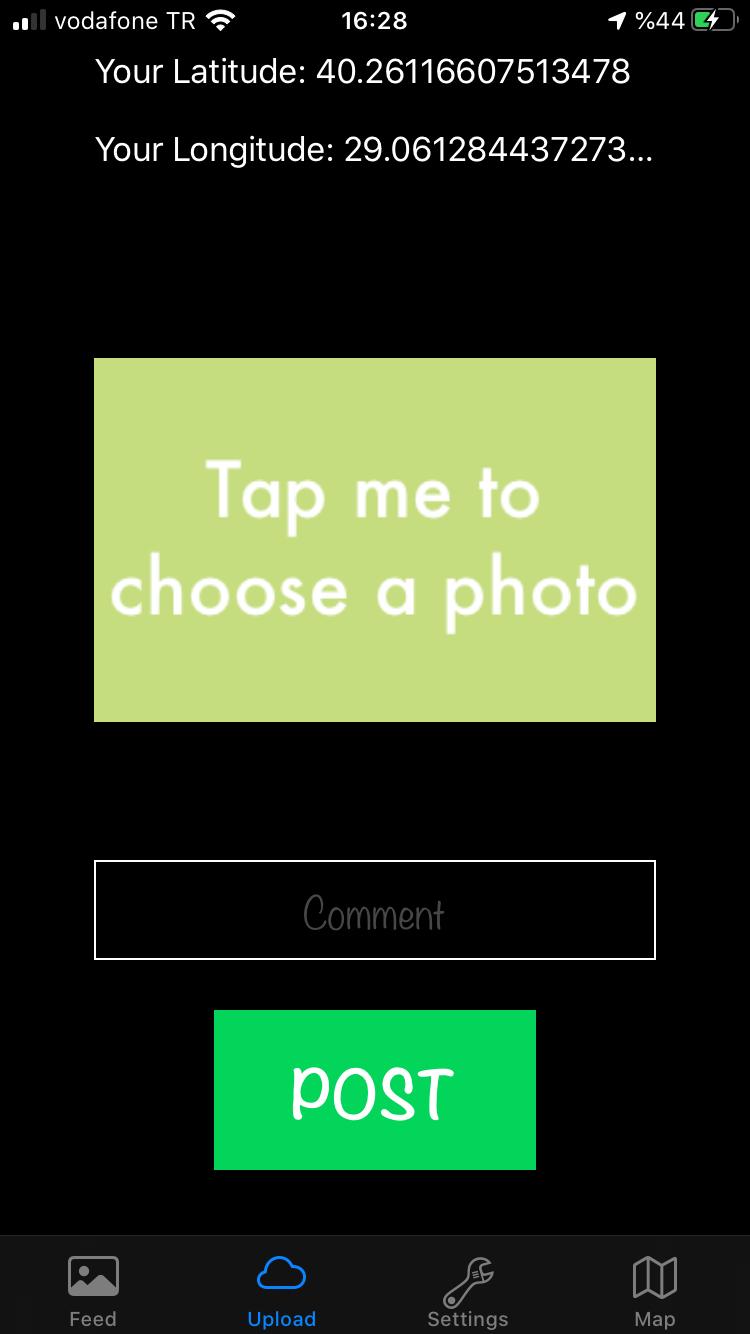 vodafone TR 16:28 %44
Your Latitude: 40.26116607513478
Your Longitude: 29.061284437273...
Tap me to
choose a photo
Comment
POST
Feed Upload Settings Map